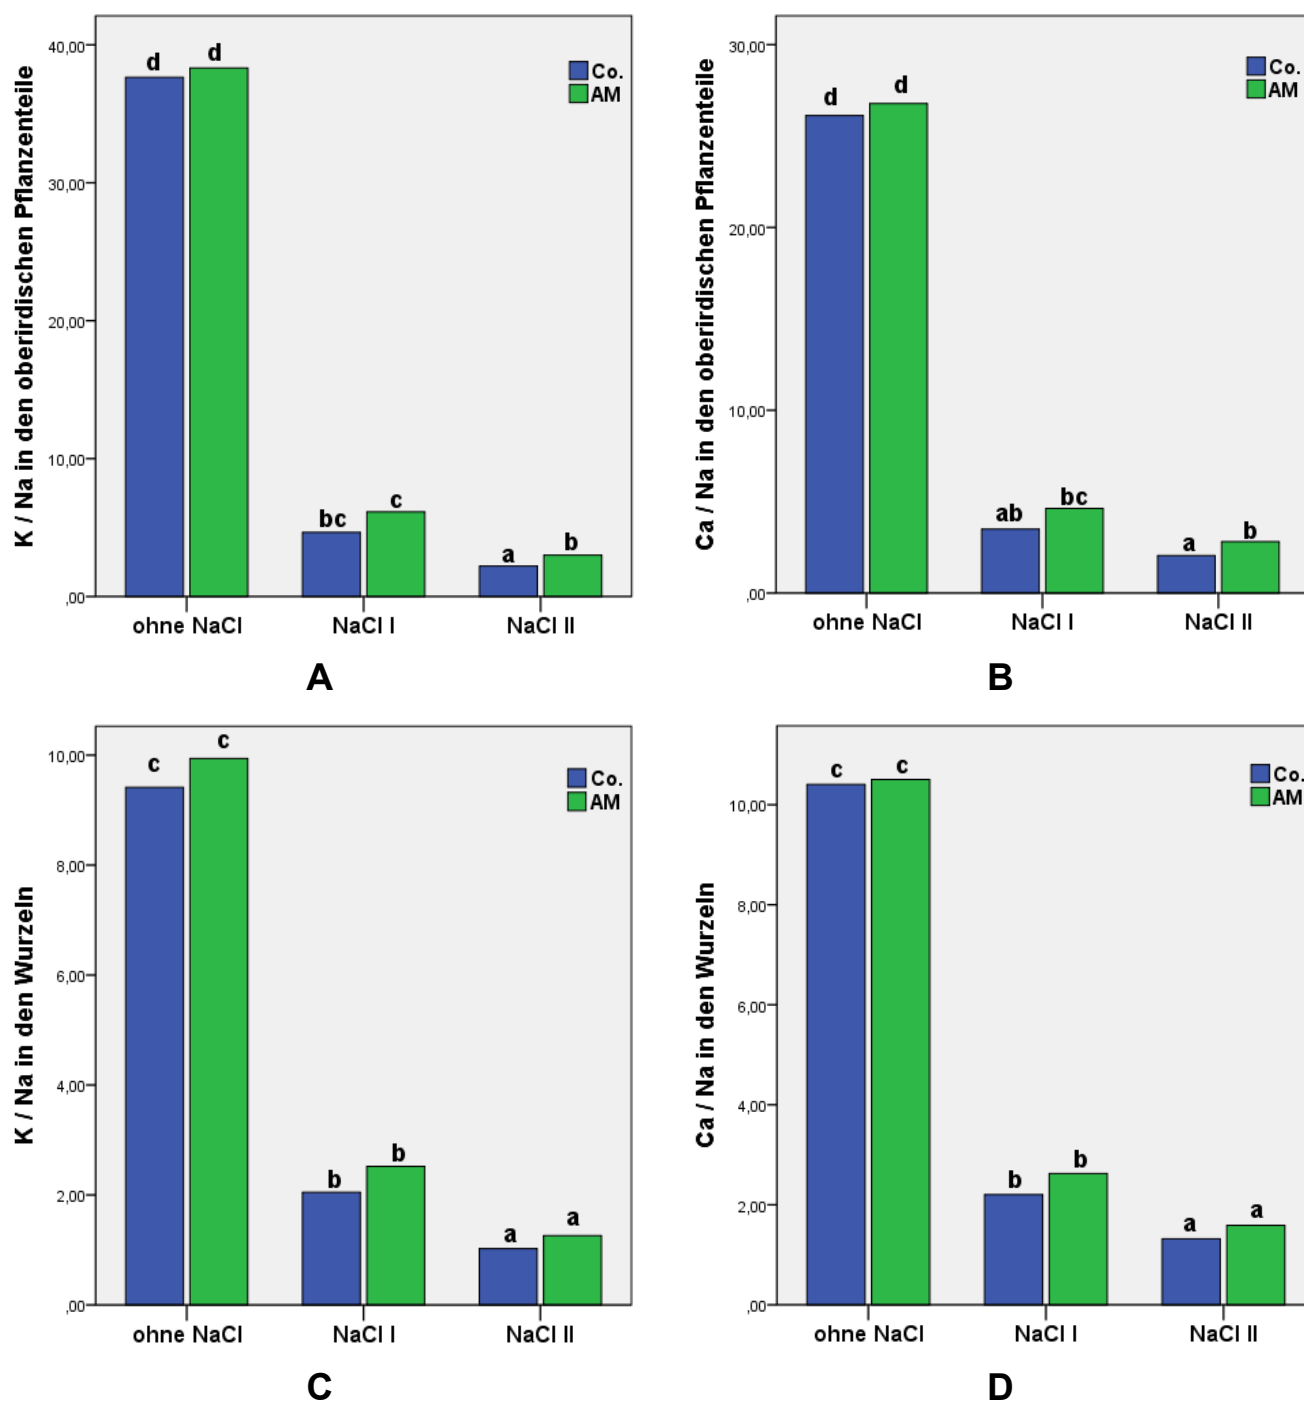 K / Na in den oberirdischen Pflanzenteile
40,00
30,00
20,00
10,00
,00
d
d
bc
c
a
b
Co.
AM
ohne NaCl
NaCl I
NaCl II
A
Ca / Na in den oberirdischen Pflanzenteile
30,00
20,00
10,00
,00
d
d
ab
bc
a
b
Co.
AM
ohne NaCl
NaCl I
NaCl II
B
K / Na in den Wurzeln
10,00
8,00
6,00
4,00
2,00
,00
c
c
b
b
a
a
Co.
AM
ohne NaCl
NaCl I
NaCl II
C
Ca / Na in den Wurzeln
10,00
8,00
6,00
4,00
2,00
,00
c
c
b
b
a
a
Co.
AM
ohne NaCl
NaCl I
NaCl II
D